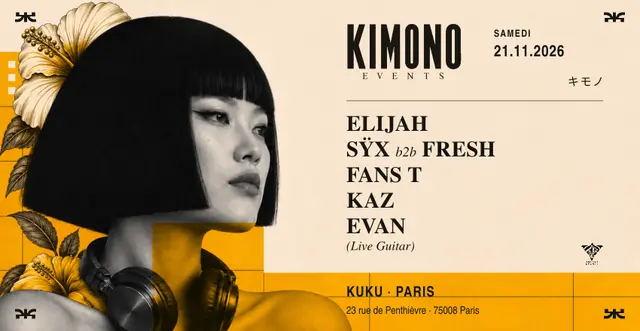 KIMONO
EVENTS
SAMEDI
21.11.2026
キモノ
ELIJAH
SŸX b2b FRESH
FANS T
KAZ
EVAN
(Live Guitar)
KUKU · PARIS
23 rue de Penthièvre · 75008 Paris